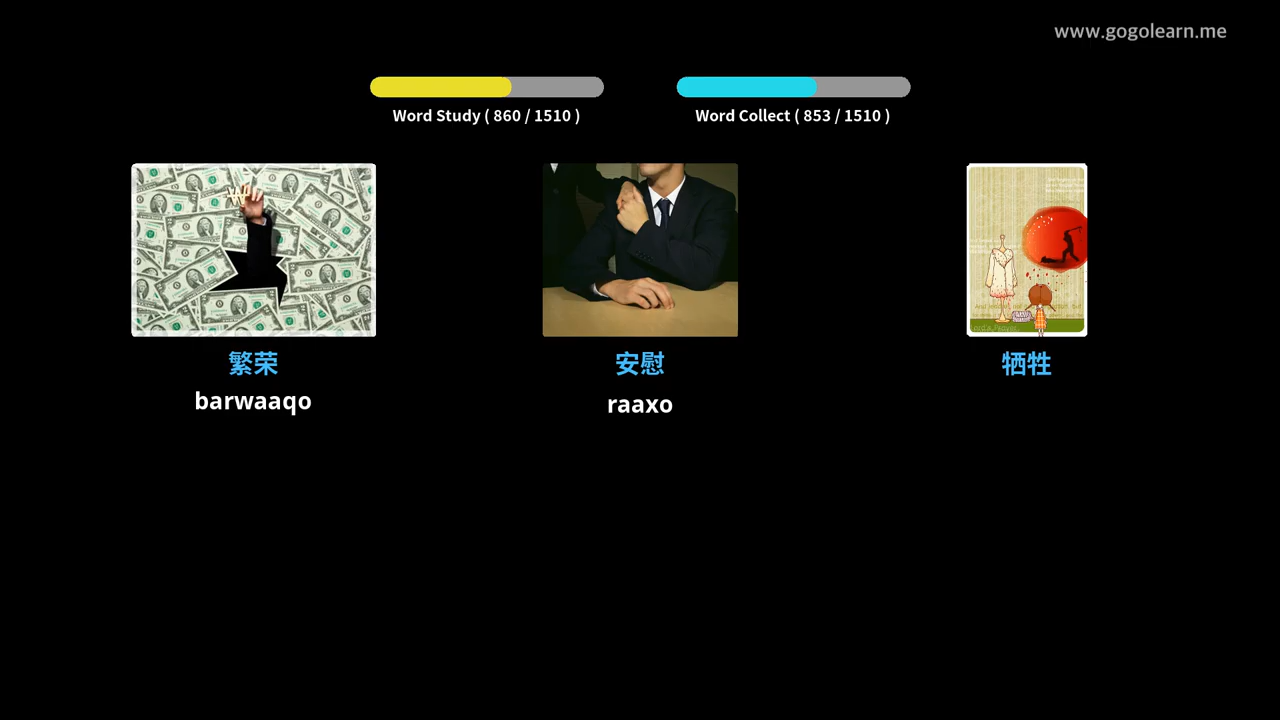 www.gogolearn.me
Word Study ( 860 / 1510 )
Word Collect ( 853 / 1510 )
繁荣
barwaaqo
安慰
raaxo
牺牲